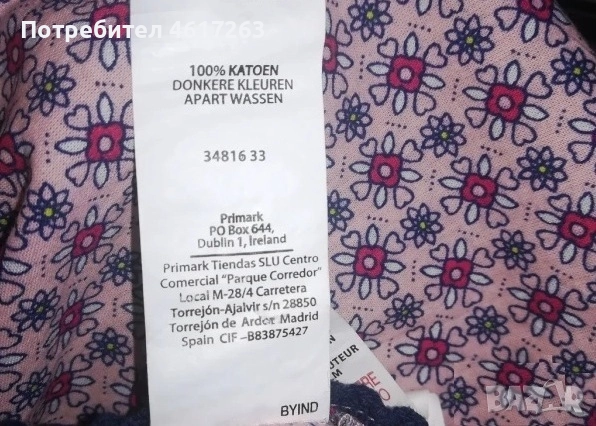 Потребител 4617263
100% KATOEN
DONKERE KLEUREN
APART WASSEN
34816 33
Primark
PO Box 644,
Dublin 1, Ireland
Primark Tiendas SLU Centro
Comercial "Parque Corredor"
Local M-28/4 Carretera
Torrejón-Ajalvir s/n 28850
Torrejón de Ardoz Madrid
Spain CIF –B83875427
BYIND
UTEUR
M
BAZAR